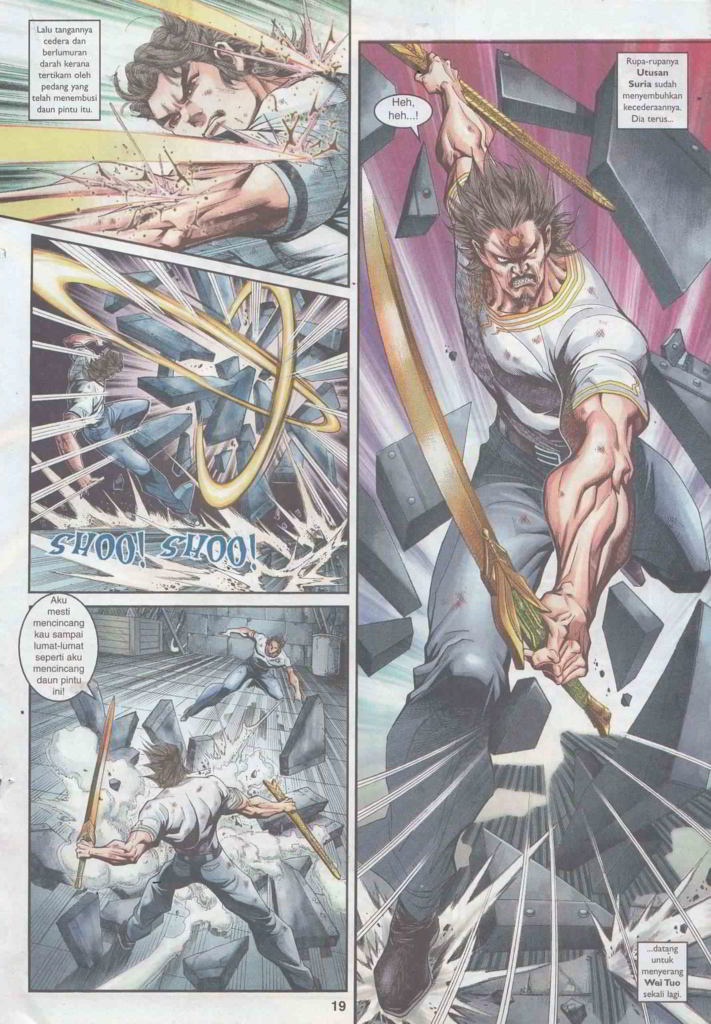 Lalu tangannya
cedera dan
berlumuran
darah kerana
tertikam oleh
pedang yang
telah menembusi
daun pintu itu.
SHOO! SHOO!
Aku
mesti
mencincang
kau sampai
lumat-lumat
seperti aku
mencincang
daun pintu
ini!
Heh,
heh...!
Rupa-rupanya
Utusan
Suria sudah
menyembuhkan
kecederaannya.
Dia terus...
...datang
untuk
menyerang
Wei Tuo
sekali lagi.
19